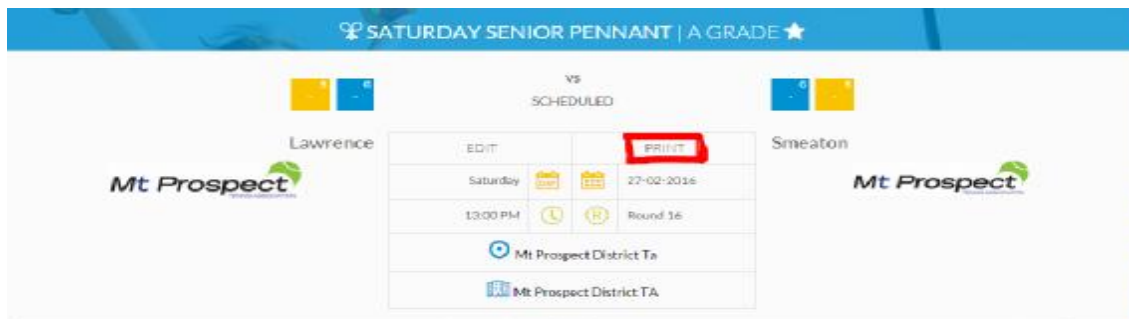 SATURDAY SENIOR PENNANT | A GRADE
VS
SCHEDULED
Lawrence
Smeaton
EDIT
PRINT
Mt Prospect
Saturday
27-02-2016
Mt Prospect
13:00 PM
R
Round 16
Mt Prospect District Ta
Mt Prospect District TA